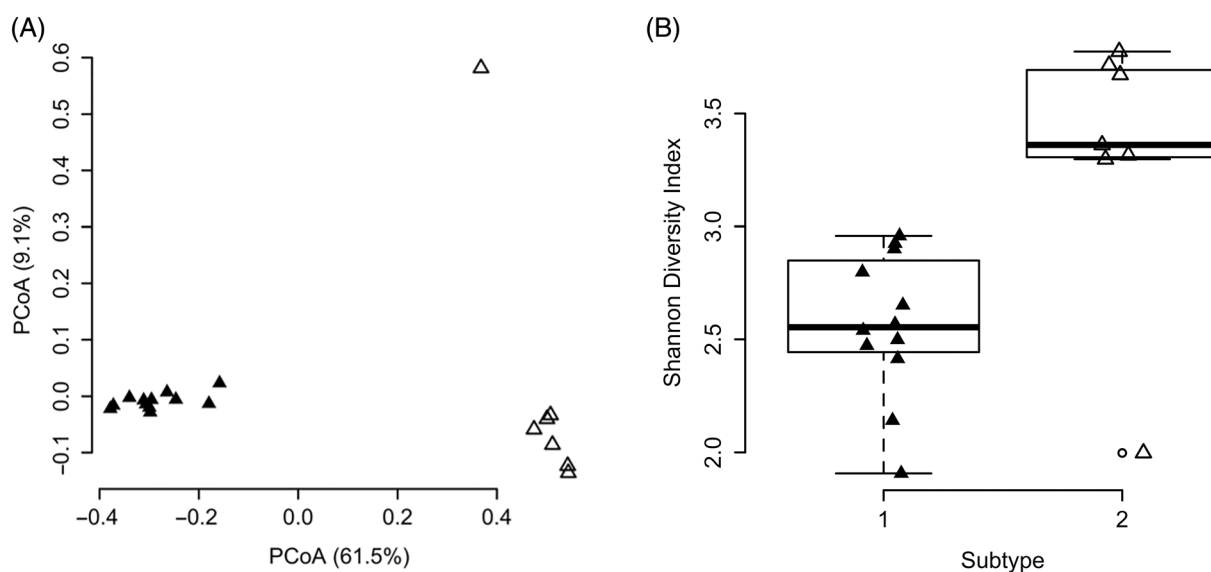 (A)
PCoA (9.1%)
0.6
0.5
0.4
0.3
0.2
0.1
0.0
−0.1
−0.4 −0.2 0.0 0.2 0.4
PCoA (61.5%)
(B)
Shannon Diversity Index
3.5
3.0
2.5
2.0
1 2
Subtype